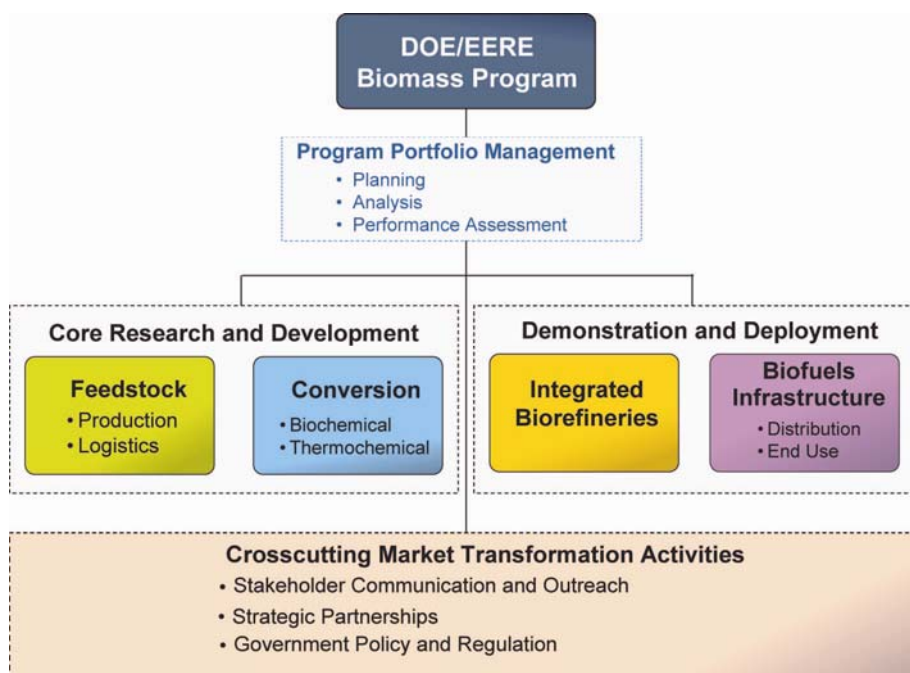 DOE/EERE
Biomass Program
Program Portfolio Management
• Planning
• Analysis
• Performance Assessment
Core Research and Development
Feedstock
• Production
• Logistics
Conversion
• Biochemical
• Thermochemical
Demonstration and Deployment
Integrated
Biorefineries
Biofuels
Infrastructure
• Distribution
• End Use
Crosscutting Market Transformation Activities
• Stakeholder Communication and Outreach
• Strategic Partnerships
• Government Policy and Regulation